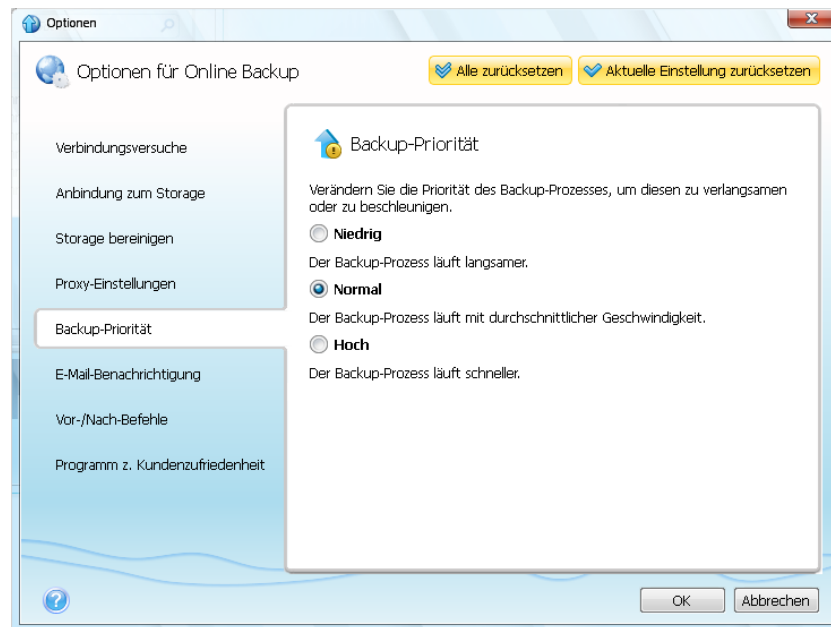 Optionen
Optionen für Online Backup
Alle zurücksetzen
Aktuelle Einstellung zurücksetzen
Verbindungsversuche
Anbindung zum Storage
Storage bereinigen
Proxy-Einstellungen
Backup-Priorität
E-Mail-Benachrichtigung
Vor-/Nach-Befehle
Programm z. Kundenzufriedenheit
Backup-Priorität
Verändern Sie die Priorität des Backup-Prozesses, um diesen zu verlangsamen
oder zu beschleunigen.
Niedrig
Der Backup-Prozess läuft langsamer.
Normal
Der Backup-Prozess läuft mit durchschnittlicher Geschwindigkeit.
Hoch
Der Backup-Prozess läuft schneller.
OK
Abbrechen